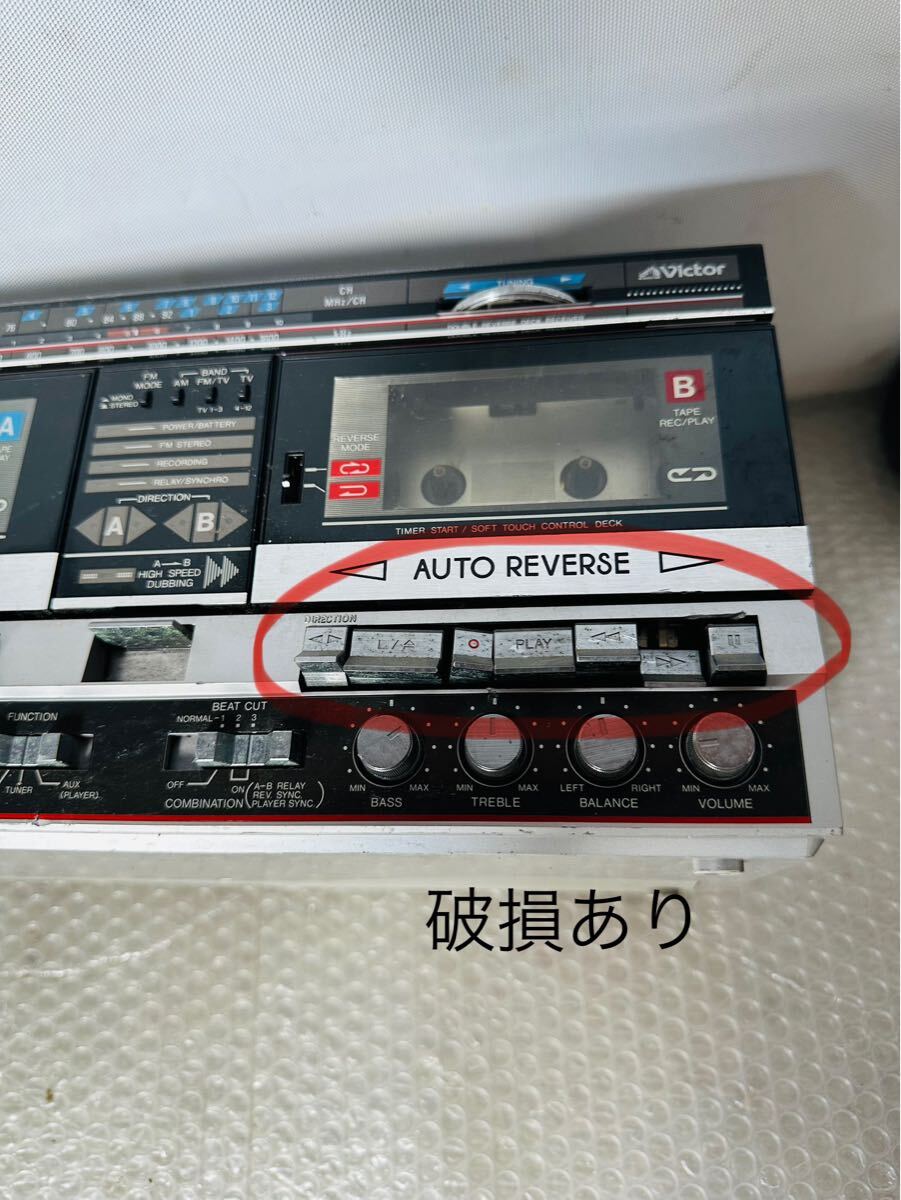 CH
MHz/CH
TUNING
Victor
kHz
FM
MODE
BAND
AM FM/TV TV
MONO
STEREO
TV 1-3 4-12
A
B
TAPE
REC/PLAY
POWER/BATTERY
FM STEREO
RECORDING
RELAY/SYNCHRO
REVERSE
MODE
DIRECTION
A B
A B
HIGH SPEED
DUBBING
TIMER START / SOFT TOUCH CONTROL DECK
AUTO REVERSE
DIRECTION
PLAY
FUNCTION
TUNER
AUX
(PLAYER)
BEAT CUT
NORMAL-1 2 3
OFF
ON
COMBINATION
(A-B RELAY
REV. SYNC.
PLAYER SYNC.)
MIN MAX
BASS
MIN MAX
TREBLE
LEFT RIGHT
BALANCE
MIN MAX
VOLUME
破損あり